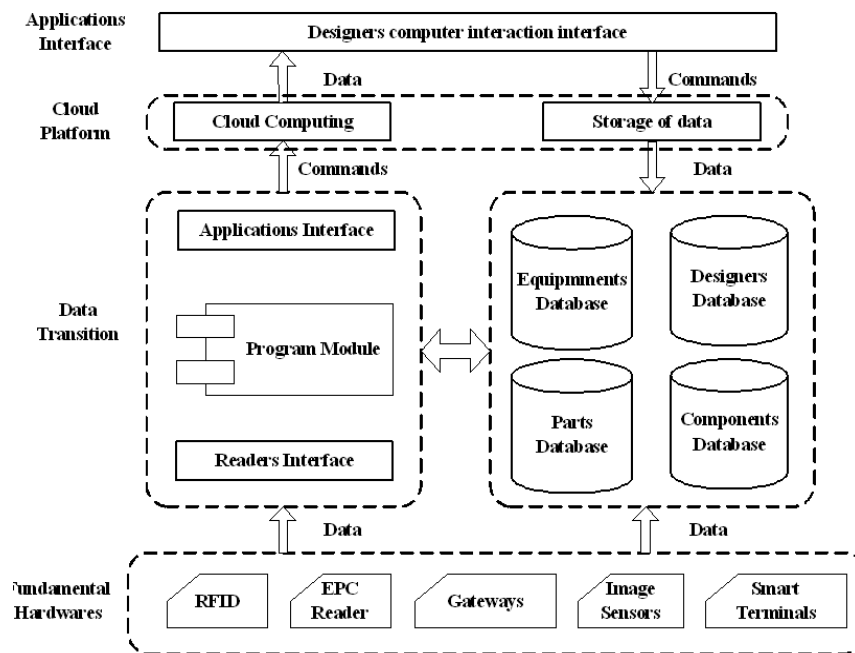 Applications
Interface
Designers computer interaction interface
Data
Commands
Cloud
Platform
Cloud Computing
Storage of data
Commands
Data
Data
Transition
Applications Interface
Program Module
Readers Interface
Equipmments
Database
Designers
Database
Parts
Database
Components
Database
Data
Data
Fundamental
Hardwares
RFID
EPC
Reader
Gateways
Image
Sensors
Smart
Terminals